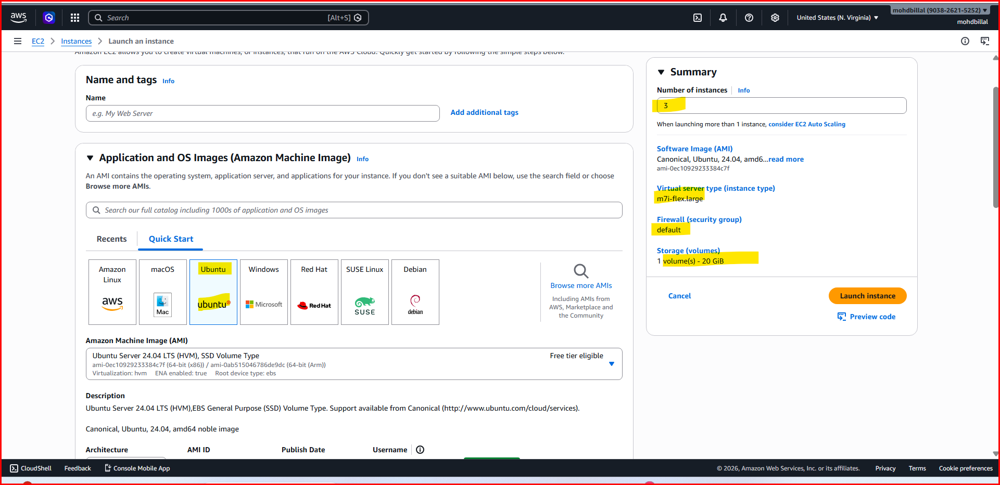 aws
Search
[Alt+S]
United States (N. Virginia)
mohdbillal (9038-2621-5252)
mohdbillal
EC2
Instances
Launch an instance
Amazon EC2 allows you to create virtual machines, or instances, that run on the AWS Cloud. Quickly get started by following the simple steps below.
Name and tags
Info
Name
e.g. My Web Server
Add additional tags
Application and OS Images (Amazon Machine Image)
Info
An AMI contains the operating system, application server, and applications for your instance. If you don't see a suitable AMI below, use the search field or choose
Browse more AMIs.
Search our full catalog including 1000s of application and OS images
Recents
Quick Start
Amazon
Linux
aws
macOS
Mac
Ubuntu
ubuntu
Windows
Microsoft
Red Hat
Red Hat
SUSE Linux
SUSE
Debian
debian
Browse more AMIs
Including AMIs from
AWS, Marketplace and
the Community
Amazon Machine Image (AMI)
Ubuntu Server 24.04 LTS (HVM), SSD Volume Type
Free tier eligible
ami-0ec10929233384c7f (64-bit (x86)) / ami-0ab515046786de9dc (64-bit (Arm))
Virtualization: hvm ENA enabled: true Root device type: ebs
Description
Ubuntu Server 24.04 LTS (HVM),EBS General Purpose (SSD) Volume Type. Support available from Canonical (http://www.ubuntu.com/cloud/services).
Canonical, Ubuntu, 24.04, amd64 noble image
Architecture
AMI ID
Publish Date
Username
Summary
Number of instances
Info
3
When launching more than 1 instance, consider EC2 Auto Scaling
Software Image (AMI)
Canonical, Ubuntu, 24.04, amd6...read more
ami-0ec10929233384c7f
Virtual server type (instance type)
m7i-flex.large
Firewall (security group)
default
Storage (volumes)
1 volume(s) - 20 GiB
Cancel
Launch instance
Preview code
CloudShell
Feedback
Console Mobile App
© 2026, Amazon Web Services, Inc. or its affiliates.
Privacy
Terms
Cookie preferences